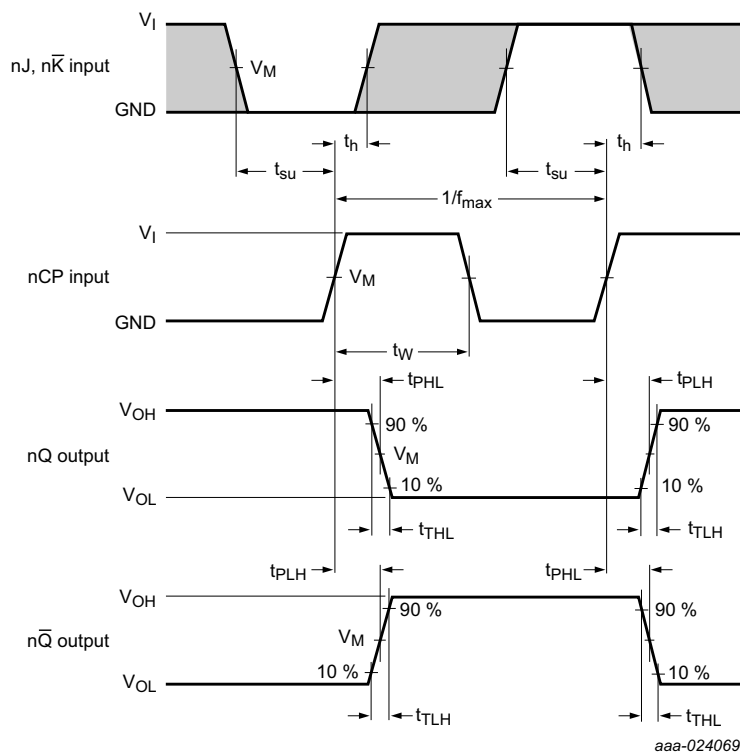 V_I
nJ, nK̅ input
V_M
GND
t_h
t_h
t_su
t_su
1/f_max
V_I
nCP input
V_M
GND
t_W
t_PHL
t_PLH
V_OH
90 %
90 %
nQ output
V_M
10 %
10 %
V_OL
t_THL
t_TLH
t_PLH
t_PHL
V_OH
90 %
90 %
nQ̅ output
V_M
10 %
10 %
V_OL
t_TLH
t_THL
aaa-024069